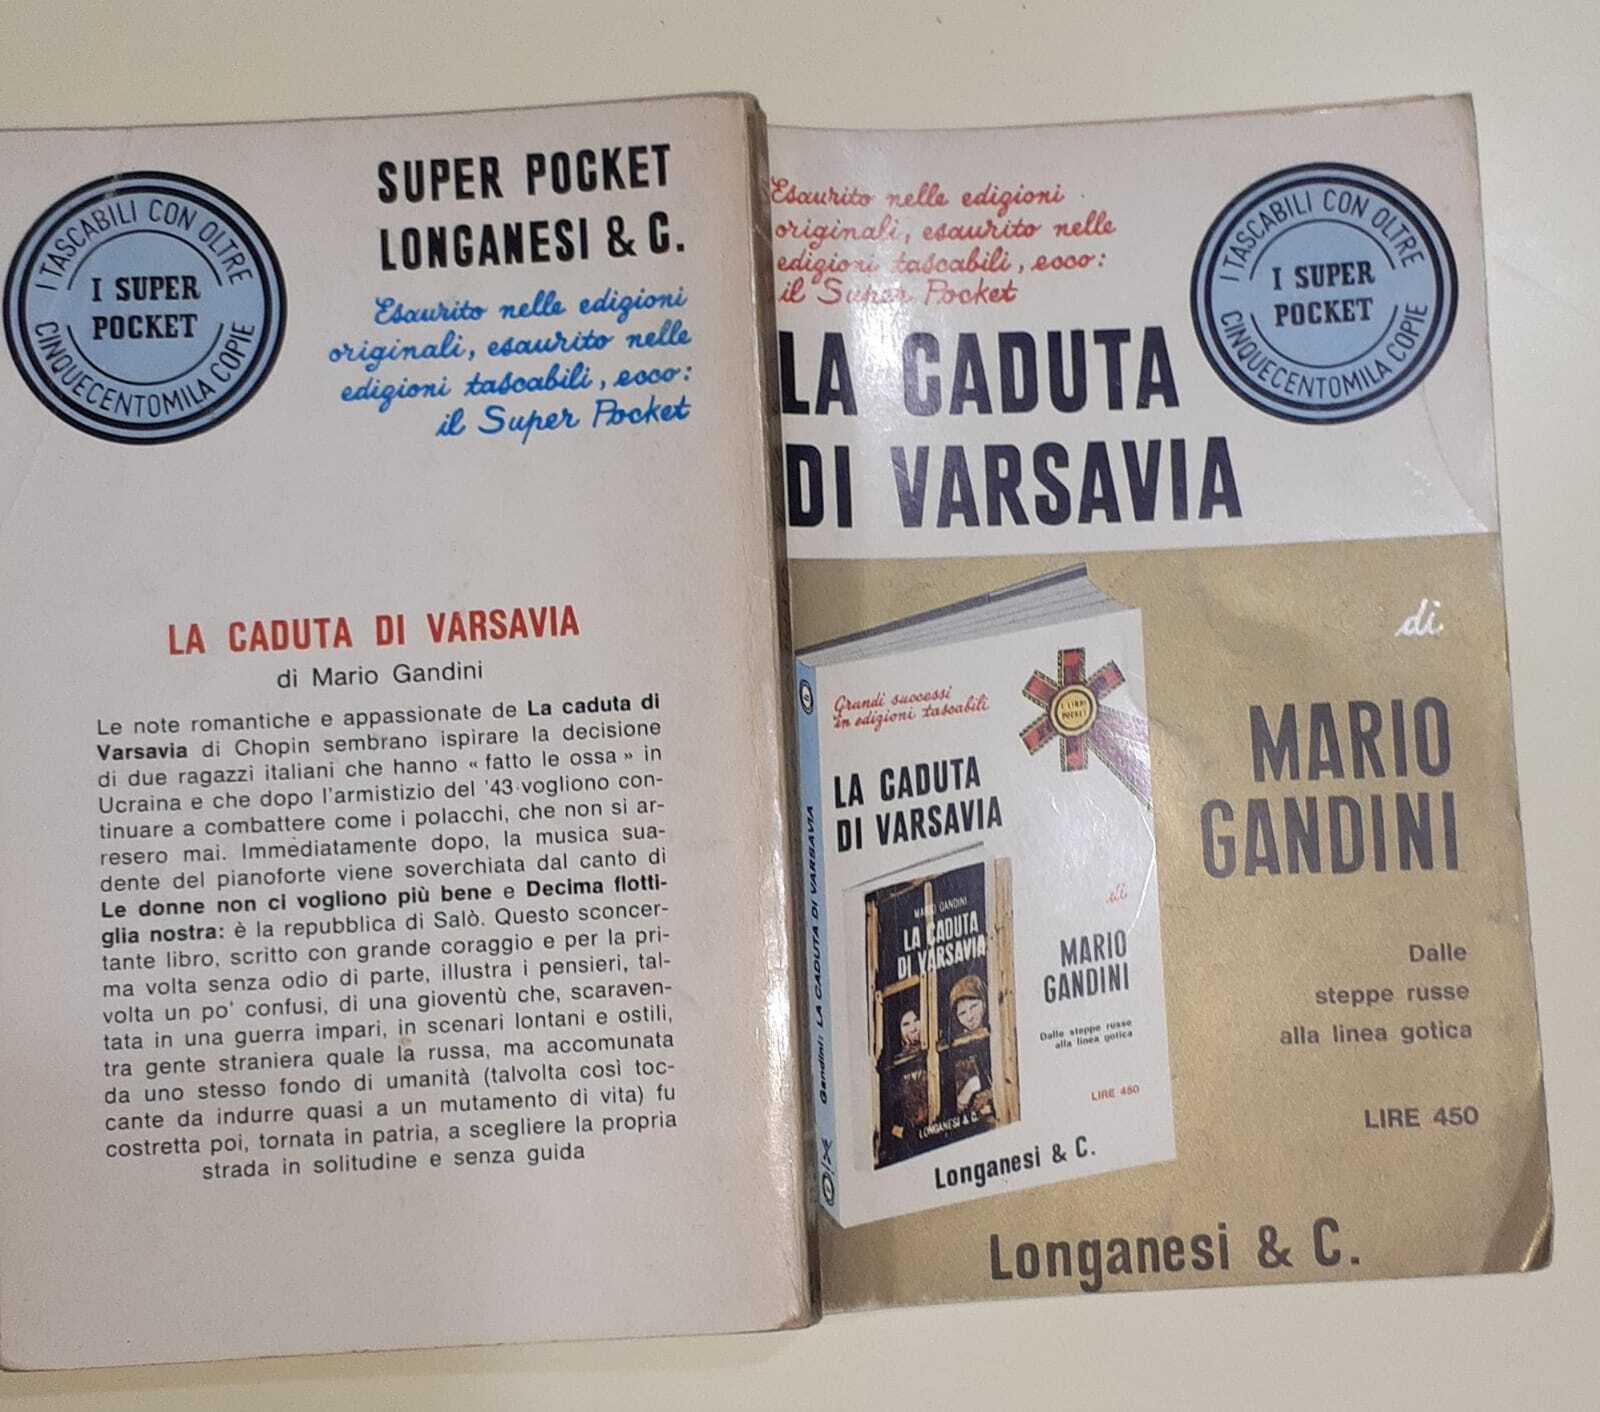 I TASCABILI CON OLTRE
I SUPER
POCKET
CINQUECENTOMILA COPIE
SUPER POCKET
LONGANESI & C.
Esaurito nelle edizioni
originali, esaurito nelle
edizioni tascabili, ecco:
il Super Pocket
LA CADUTA DI VARSAVIA
di Mario Gandini
Le note romantiche e appassionate de La caduta di
Varsavia di Chopin sembrano ispirare la decisione
di due ragazzi italiani che hanno « fatto le ossa » in
Ucraina e che dopo l'armistizio del '43 vogliono con-
tinuare a combattere come i polacchi, che non si ar-
resero mai. Immediatamente dopo, la musica sua-
dente del pianoforte viene soverchiata dal canto di
Le donne non ci vogliono più bene e Decima flotti-
glia nostra: è la repubblica di Salò. Questo sconcer-
tante libro, scritto con grande coraggio e per la pri-
ma volta senza odio di parte, illustra i pensieri, tal-
volta un po' confusi, di una gioventù che, scaraven-
tata in una guerra impari, in scenari lontani e ostili,
tra gente straniera quale la russa, ma accomunata
da uno stesso fondo di umanità (talvolta così toc-
cante da indurre quasi a un mutamento di vita) fu
costretta poi, tornata in patria, a scegliere la propria
strada in solitudine e senza guida
Esaurito nelle edizioni
originali, esaurito nelle
edizioni tascabili, ecco:
il Super Pocket
I TASCABILI CON OLTRE
I SUPER
POCKET
CINQUECENTOMILA COPIE
LA CADUTA
DI VARSAVIA
di
MARIO
GANDINI
Dalle
steppe russe
alla linea gotica
LIRE 450
Grandi successi
in edizioni tascabili
I LIBRI
POCKET
LA CADUTA
DI VARSAVIA
di
MARIO
GANDINI
Dalle steppe russe
alla linea gotica
LIRE 450
Longanesi & C.
Gandini: LA CADUTA DI VARSAVIA
MARIO GANDINI
LA CADUTA
DI VARSAVIA
LONGANESI & C.
Longanesi & C.